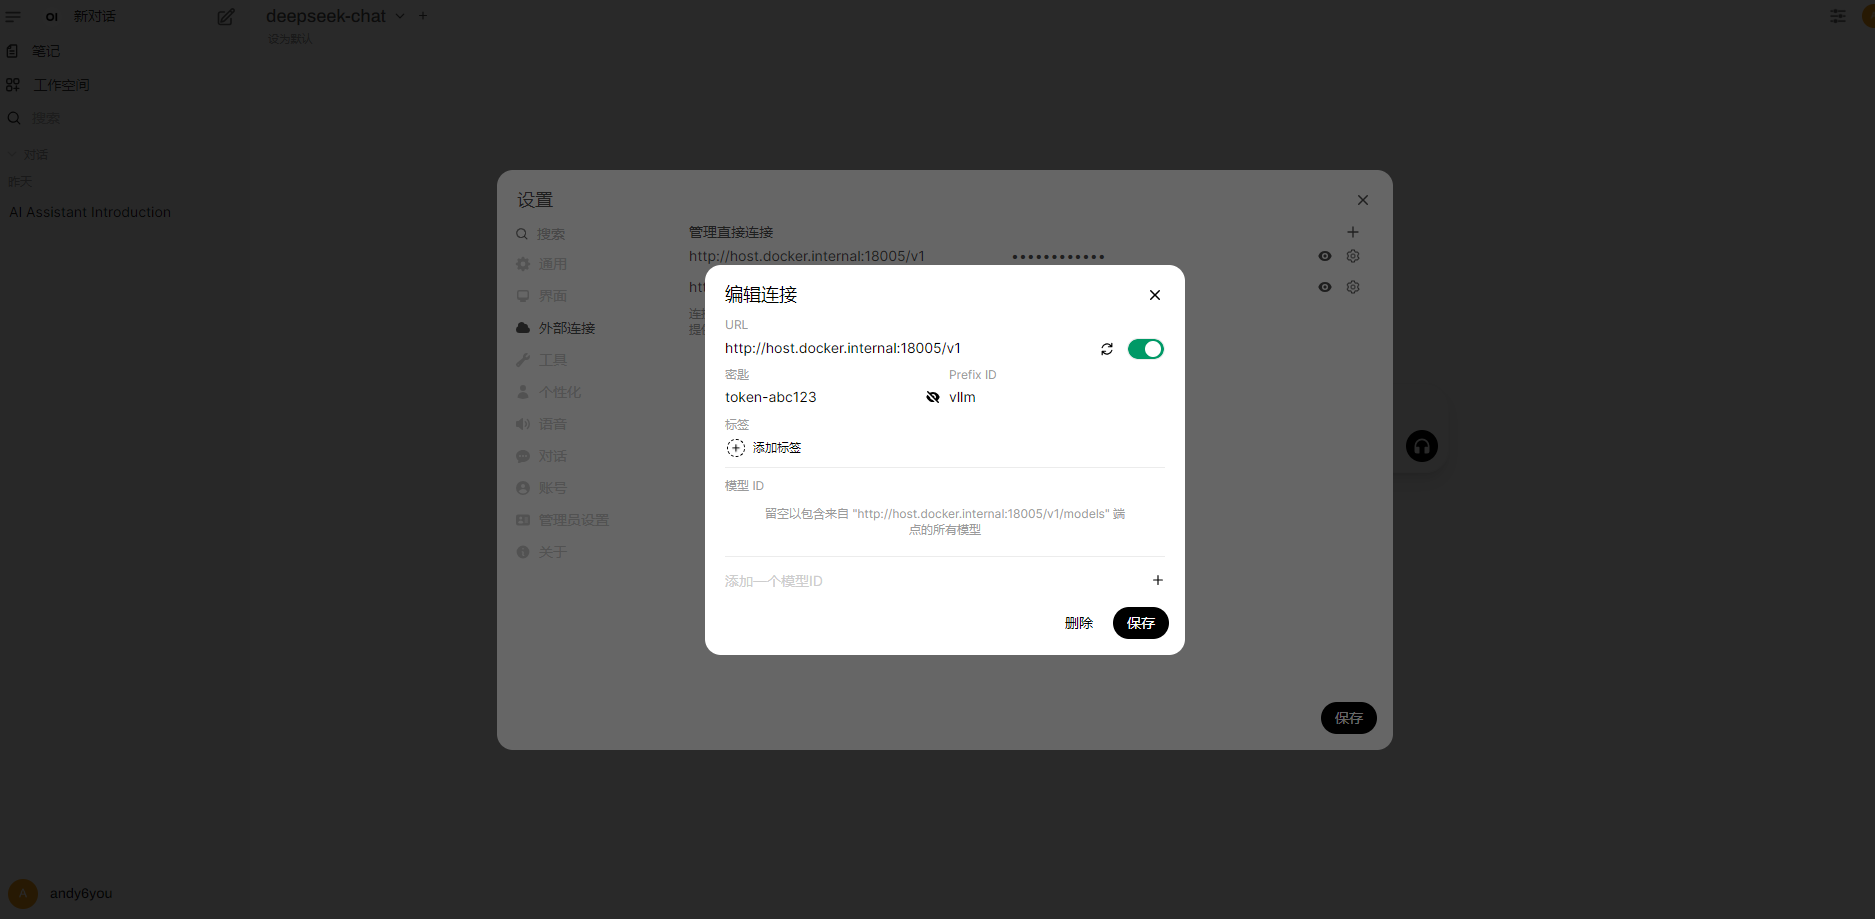 OI 新对话
笔记
工作空间
搜索
对话
昨天
AI Assistant Introduction
A andy6you
deepseek-chat
设为默认
设置
搜索
通用
界面
外部连接
工具
个性化
语音
对话
账号
管理员设置
关于
管理直接连接
http://host.docker.internal:18005/v1 ••••••••••••
htt
连接
提供
保存
编辑连接
URL
http://host.docker.internal:18005/v1
密匙 Prefix ID
token-abc123 vllm
标签
添加标签
模型 ID
留空以包含来自 "http://host.docker.internal:18005/v1/models" 端
点的所有模型
添加一个模型ID
删除 保存